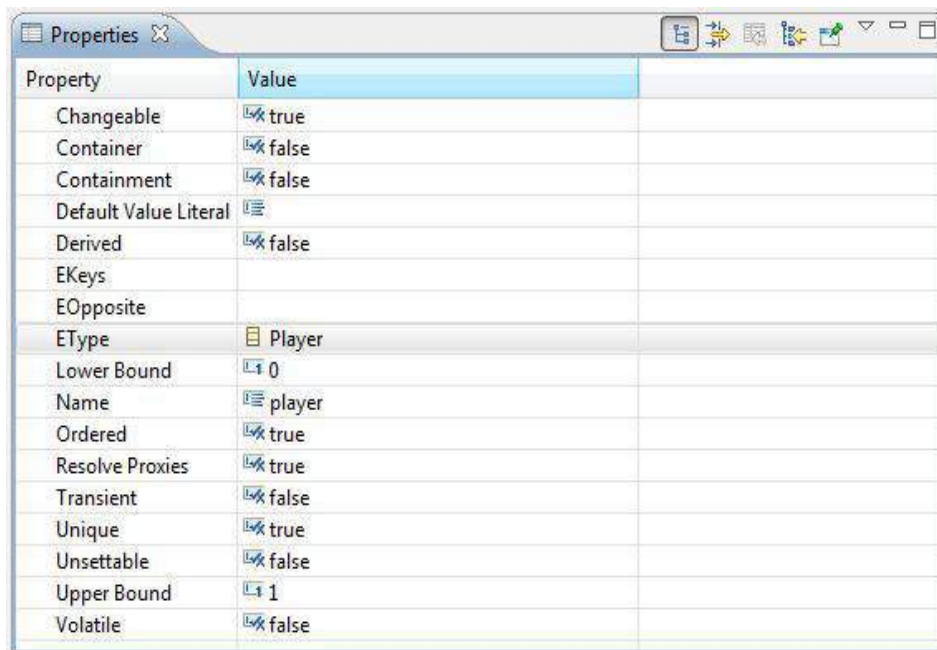 Properties
Property Value
Changeable true
Container false
Containment false
Default Value Literal
Derived false
EKeys
EOpposite
EType Player
Lower Bound 0
Name player
Ordered true
Resolve Proxies true
Transient false
Unique true
Unsettable false
Upper Bound 1
Volatile false